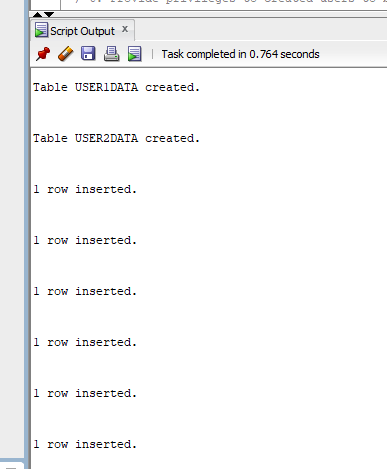 Script Output x
Task completed in 0.764 seconds
Table USER1DATA created.
Table USER2DATA created.
1 row inserted.
1 row inserted.
1 row inserted.
1 row inserted.
1 row inserted.
1 row inserted.